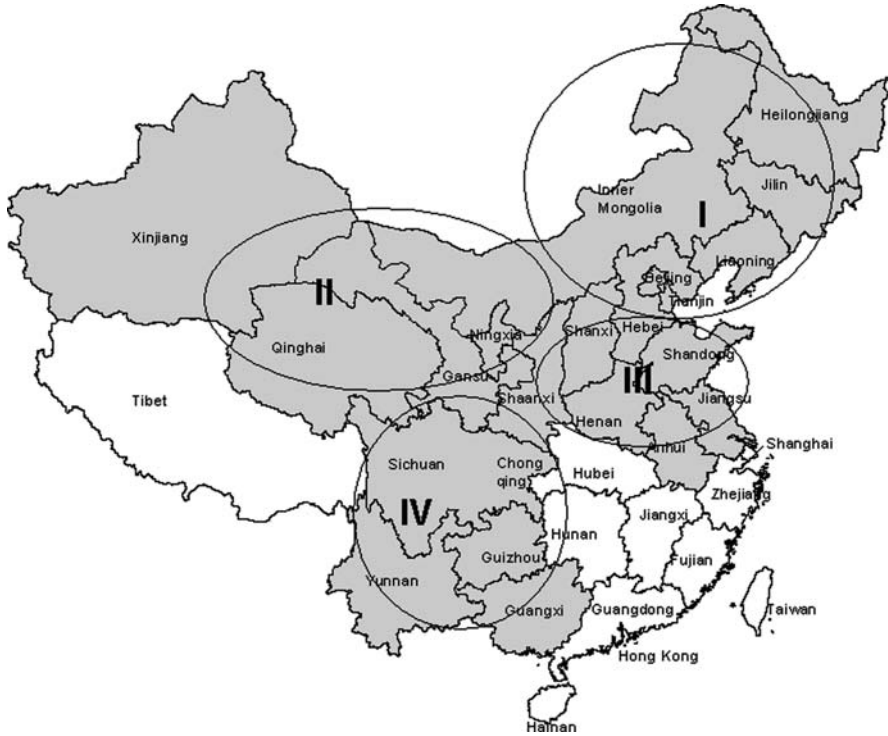 Heilongjiang
Jilin
Inner
Mongolia
I
Liaoning
Xinjiang
Beijing
Tianjin
II
Ningxia
Shanxi
Hebei
Qinghai
Shandong
Gansu
III
Tibet
Shaanxi
Jiangsu
Henan
Anhui
Shanghai
Sichuan
Chong
qing
Hubei
Zhejiang
IV
Jiangxi
Hunan
Guizhou
Fujian
Yunnan
Guangxi
Guangdong
Taiwan
Hong Kong
Hainan